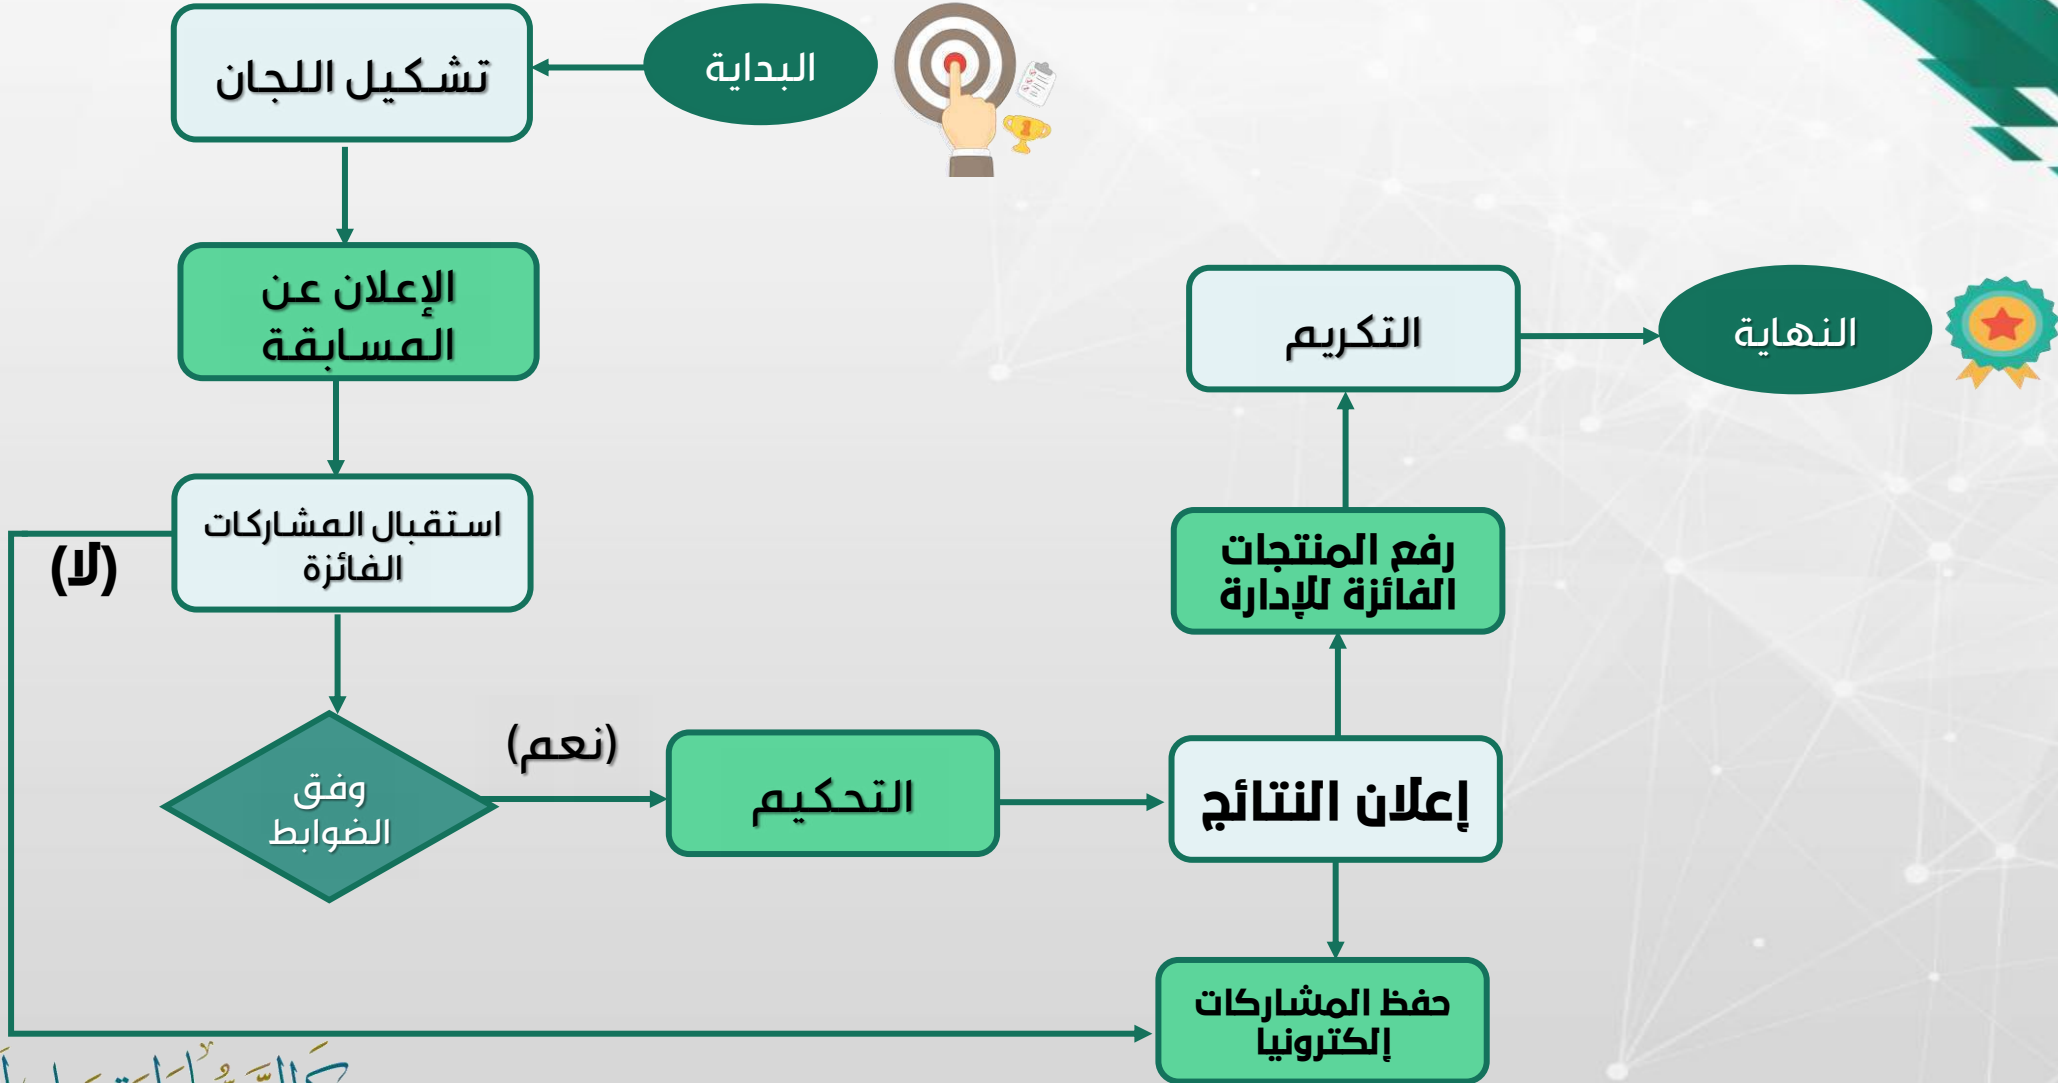 البداية
تشكيل اللجان
الإعلان عن
المسابقة
استقبال المشاركات
الفائزة
(لا)
وفق
الضوابط
(نعم)
التحكيم
إعلان النتائج
رفع المنتجات
الفائزة للإدارة
التكريم
النهاية
حفظ المشاركات
إلكترونيا